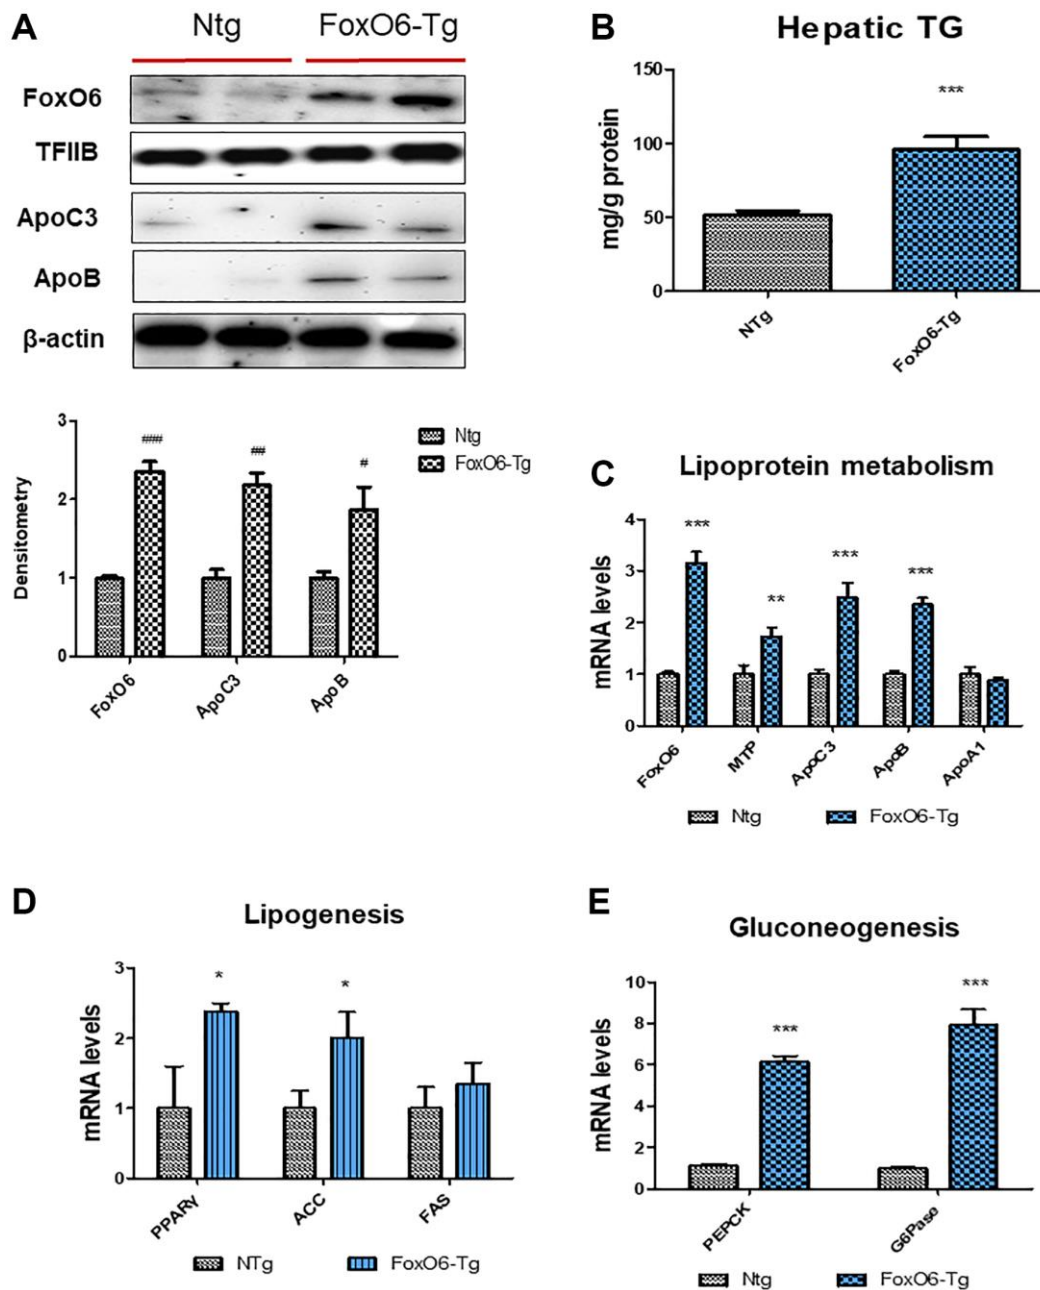 A
Ntg FoxO6-Tg
FoxO6
TFIIB
ApoC3
ApoB
β-actin
3
2
1
0
Densitometry
###
##
#
FoxO6
ApoC3
ApoB
Ntg
FoxO6-Tg
B
Hepatic TG
150
100
50
0
mg/g protein
***
NTg
FoxO6-Tg
C
Lipoprotein metabolism
4
3
2
1
0
mRNA levels
***
**
***
***
FoxO6
MTP
ApoC3
ApoB
ApoA1
Ntg FoxO6-Tg
D
Lipogenesis
3
2
1
0
mRNA levels
*
*
PPARγ
ACC
FAS
NTg FoxO6-Tg
E
Gluconeogenesis
10
8
6
4
2
0
mRNA levels
***
***
PEPCK
G6Pase
Ntg FoxO6-Tg